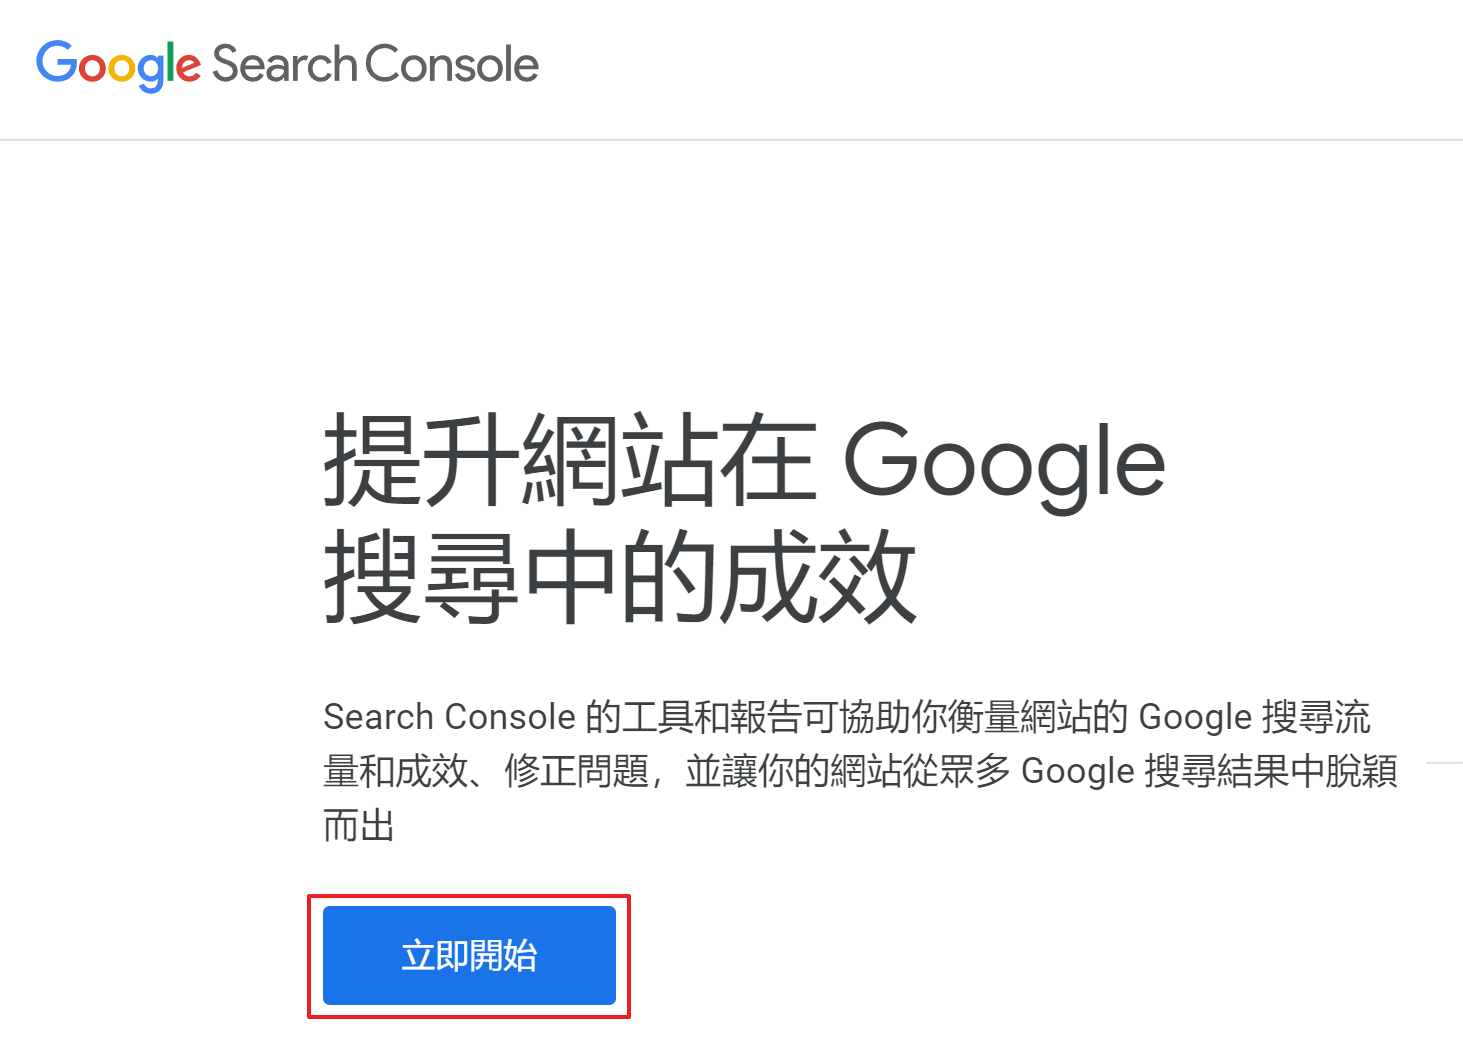 Google Search Console
提升網站在 Google
搜尋中的成效
Search Console 的工具和報告可協助你衡量網站的 Google 搜尋流
量和成效、修正問題，並讓你的網站從眾多 Google 搜尋結果中脫穎
而出
立即開始